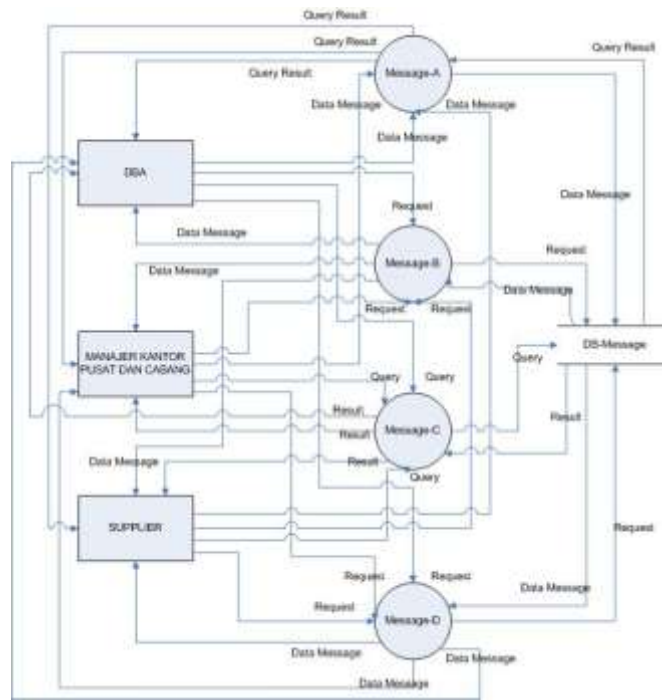 Query Result
Query Result
Query Result
Query Result
Message-A
Data Message
Data Message
Data Message
DBA
Data Message
Request
Data Message
Request
Message-B
Data Message
Data Message
Request
Request
DB-Message
MANAJER KANTOR
PUSAT DAN CABANG
Query
Query
Query
Result
Result
Message-C
Result
Data Message
Query
SUPPLIER
Request
Request
Request
Data Message
Request
Message-D
Data Message
Data Message
Data Message